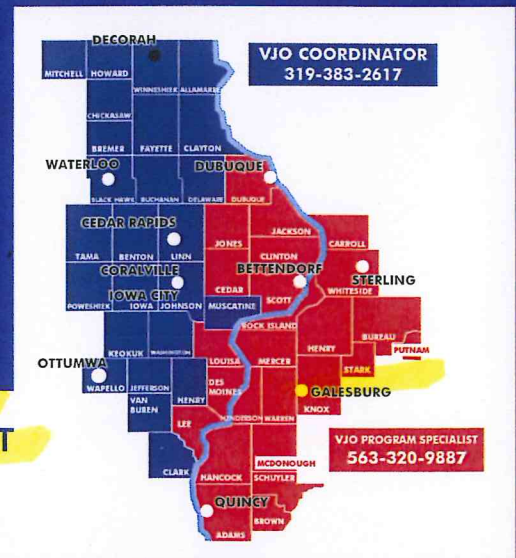 DECORAH
VJO COORDINATOR
319-383-2617
MITCHELL HOWARD
WINNESHIEK ALLAMAKEE
CHICKASAW
BREMER FAYETTE CLAYTON
WATERLOO DUBUQUE
BLACK HAWK BUCHANAN DELAWARE DUBUQUE
JACKSON
CEDAR RAPIDS CARROLL
JONES
CLINTON
TAMA BENTON LINN
CORALVILLE BETTENDORF
STERLING
CEDAR WHITESIDE
IOWA CITY SCOTT
POWESHIEK IOWA JOHNSON MUSCATINE
ROCK ISLAND
BUREAU
HENRY
KEOKUK WASHINGTON PUTNAM
LOUISA MERCER
OTTUMWA STARK
DES
MOINES
WAPELLO JEFFERSON HENRY GALESBURG
VAN
BUREN
HENDERSON WARREN KNOX
LEE
T
VJO PROGRAM SPECIALIST
563-320-9887
MCDONOUGH
CLARK
HANCOCK SCHUYLER
QUINCY
BROWN
ADAMS